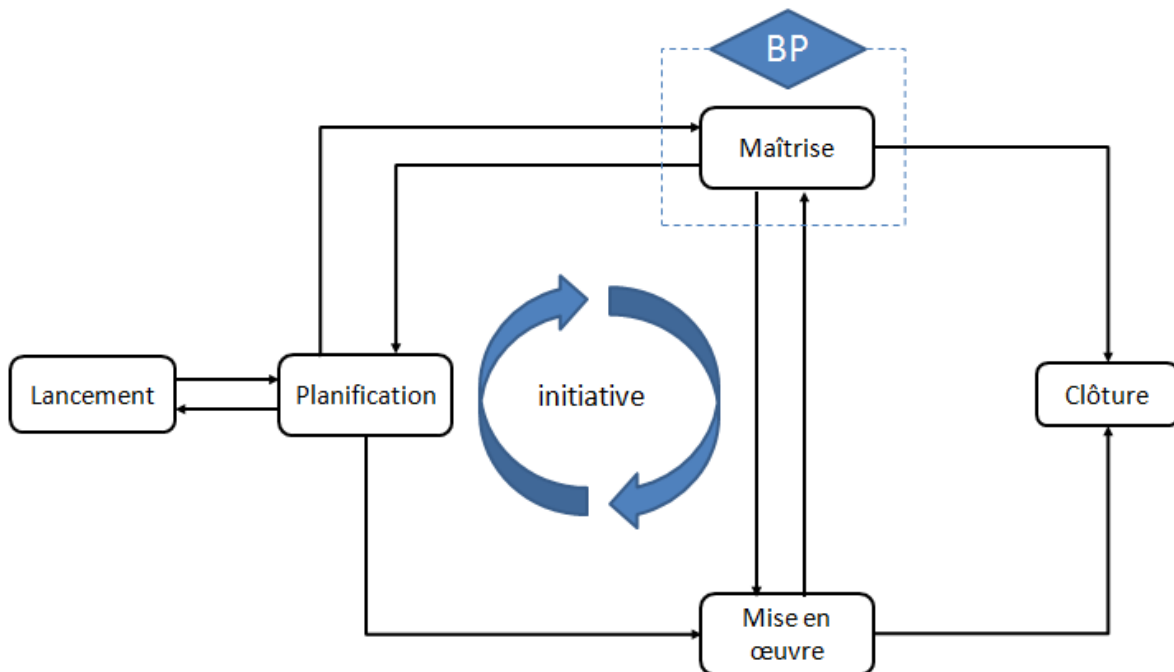 BP
Maîtrise
Lancement
Planification
initiative
Clôture
Mise en
œuvre